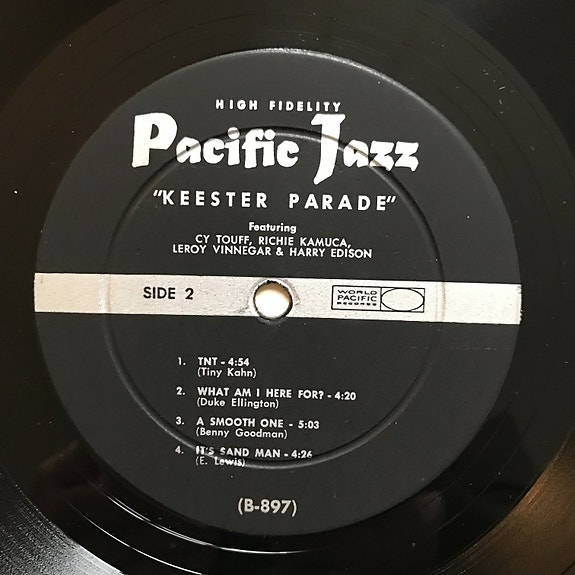 HIGH FIDELITY
Pacific Jazz
"KEESTER PARADE"
Featuring
CY TOUFF, RICHIE KAMUCA,
LEROY VINNEGAR & HARRY EDISON
SIDE 2
WORLD
PACIFIC
RECORDS
1. TNT - 4:54
(Tiny Kahn)
2. WHAT AM I HERE FOR? - 4:20
(Duke Ellington)
3. A SMOOTH ONE - 5:03
(Benny Goodman)
4. IT'S SAND MAN - 4:26
(E. Lewis)
(B-897)